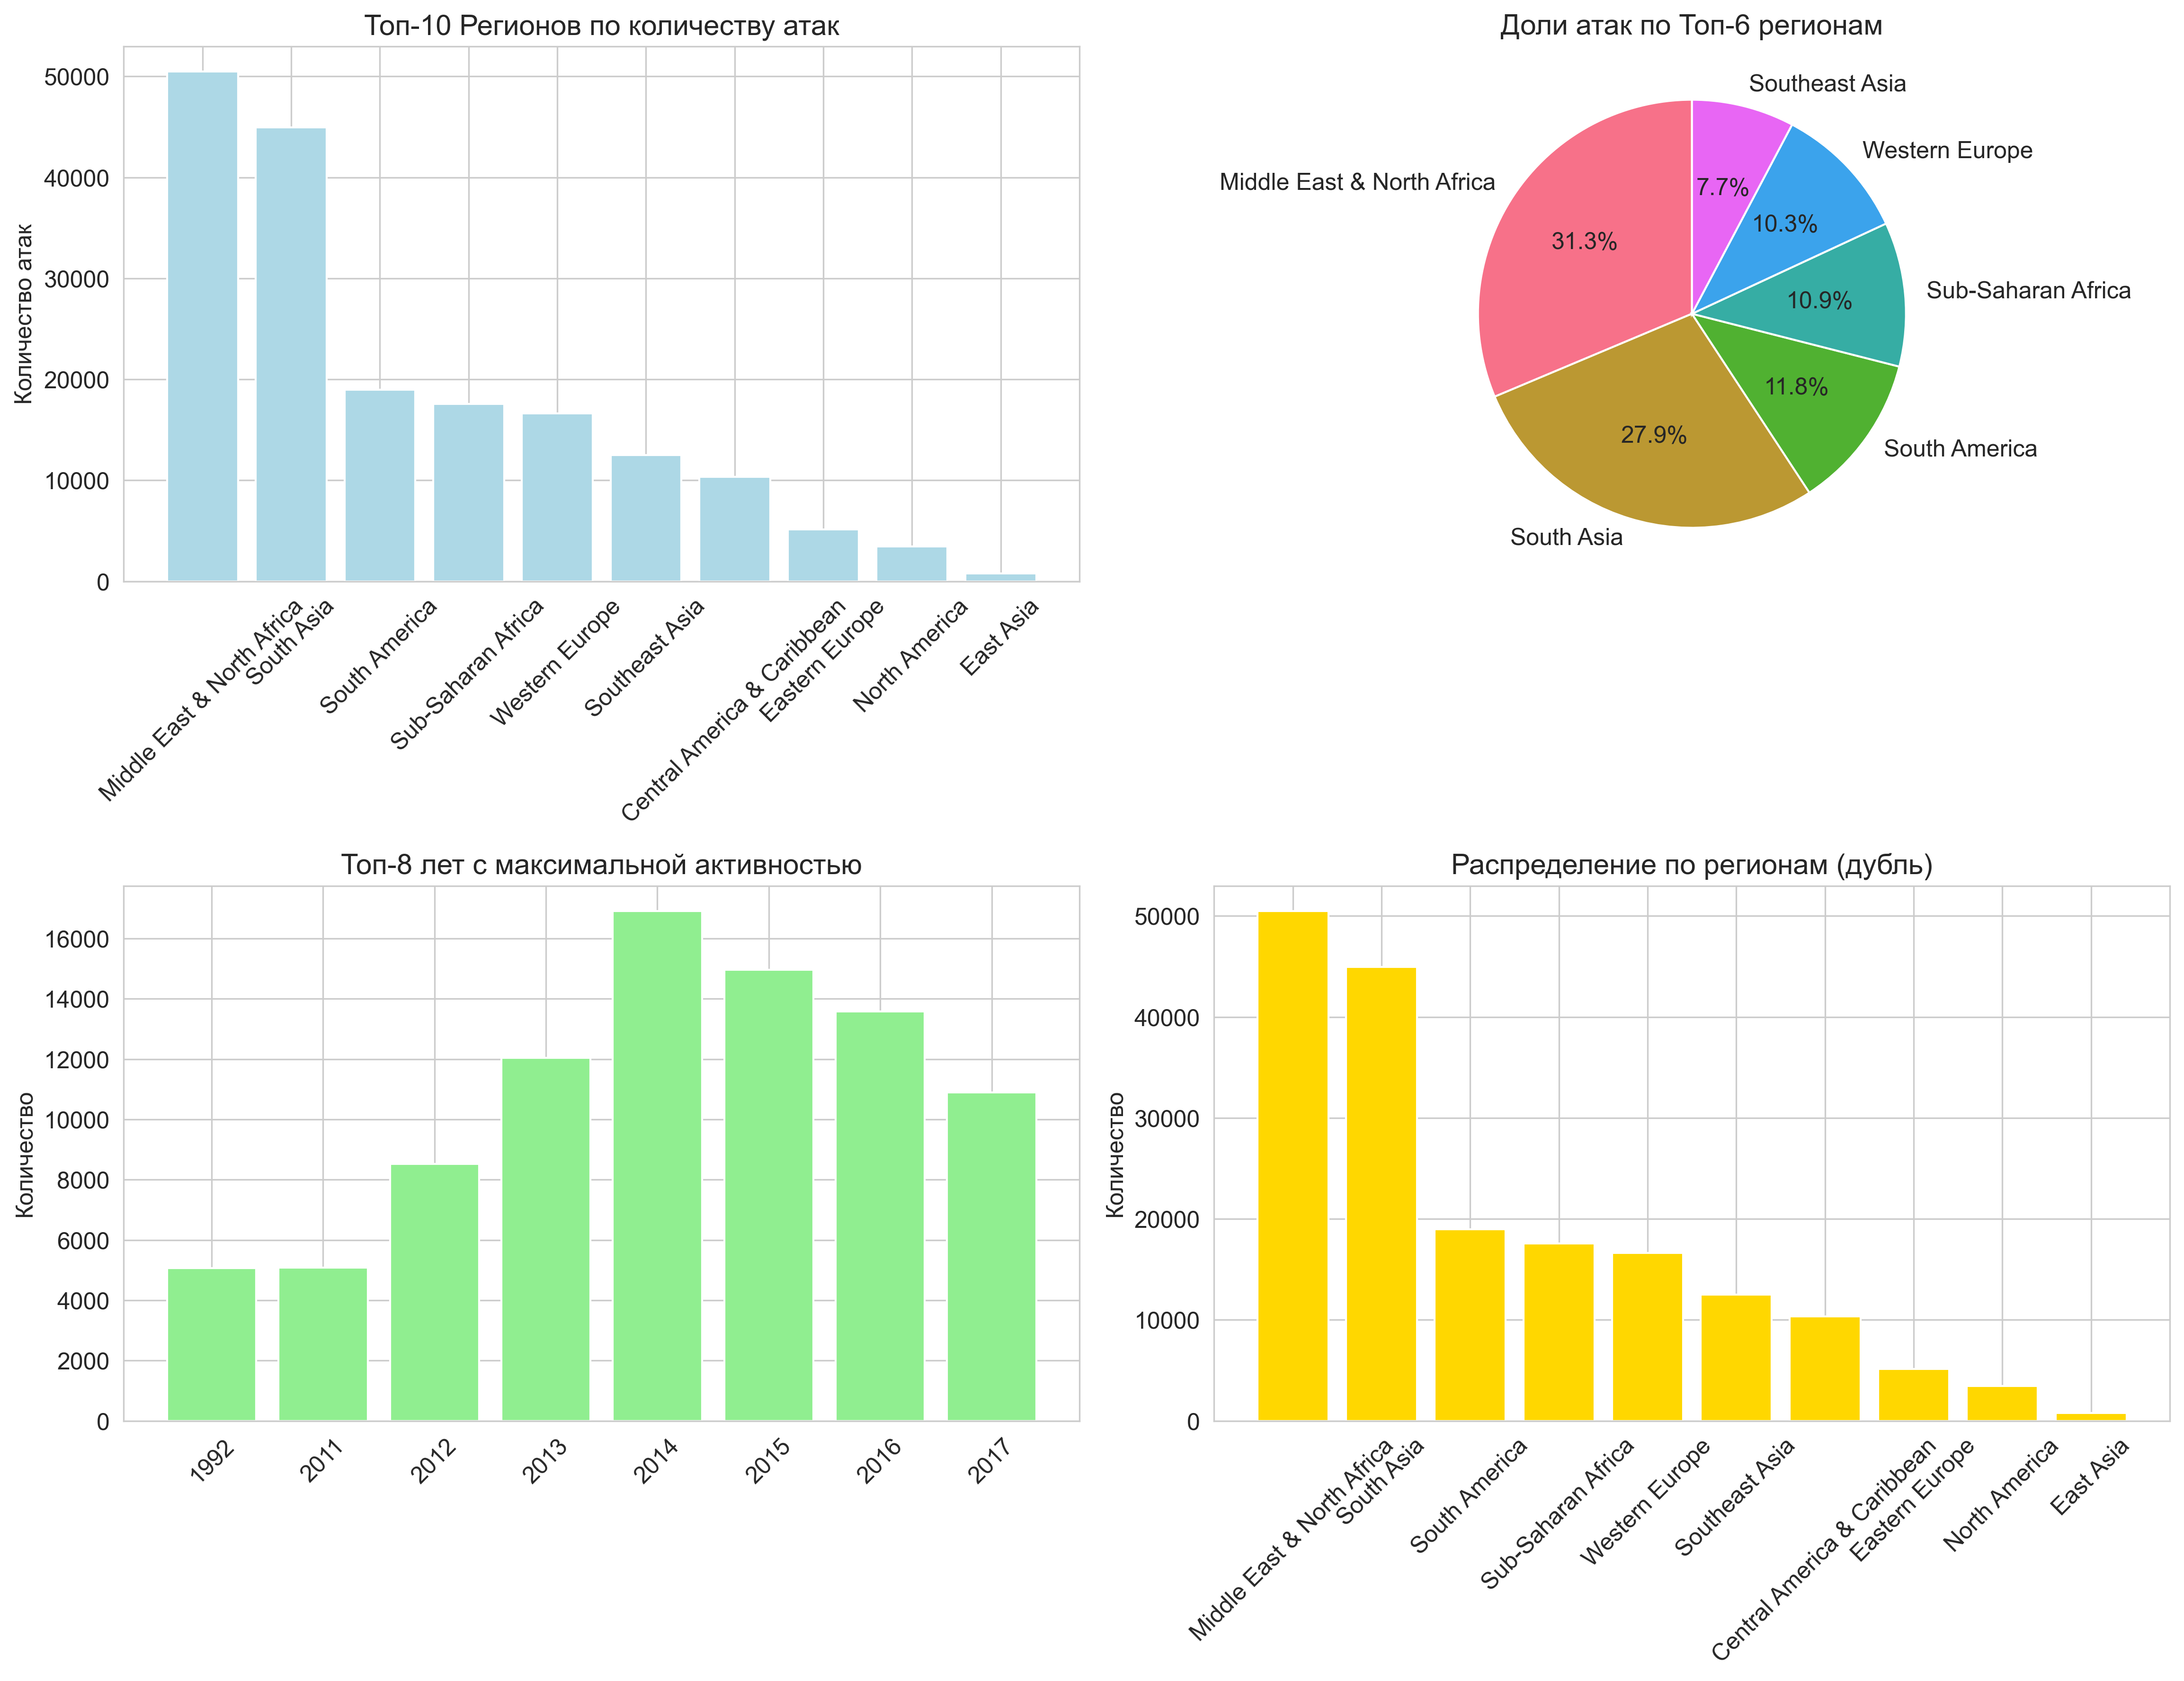 Топ-10 Регионов по количеству атак
Количество атак
50000
40000
30000
20000
10000
0
Middle East & North Africa
South Asia
South America
Sub-Saharan Africa
Western Europe
Southeast Asia
Central America & Caribbean
Eastern Europe
North America
East Asia
Доли атак по Топ-6 регионам
Southeast Asia
Western Europe
Middle East & North Africa
7.7%
10.3%
31.3%
Sub-Saharan Africa
10.9%
11.8%
27.9%
South America
South Asia
Топ-8 лет с максимальной активностью
Количество
16000
14000
12000
10000
8000
6000
4000
2000
0
1992
2011
2012
2013
2014
2015
2016
2017
Распределение по регионам (дубль)
Количество
50000
40000
30000
20000
10000
0
Middle East & North Africa
South Asia
South America
Sub-Saharan Africa
Western Europe
Southeast Asia
Central America & Caribbean
Eastern Europe
North America
East Asia